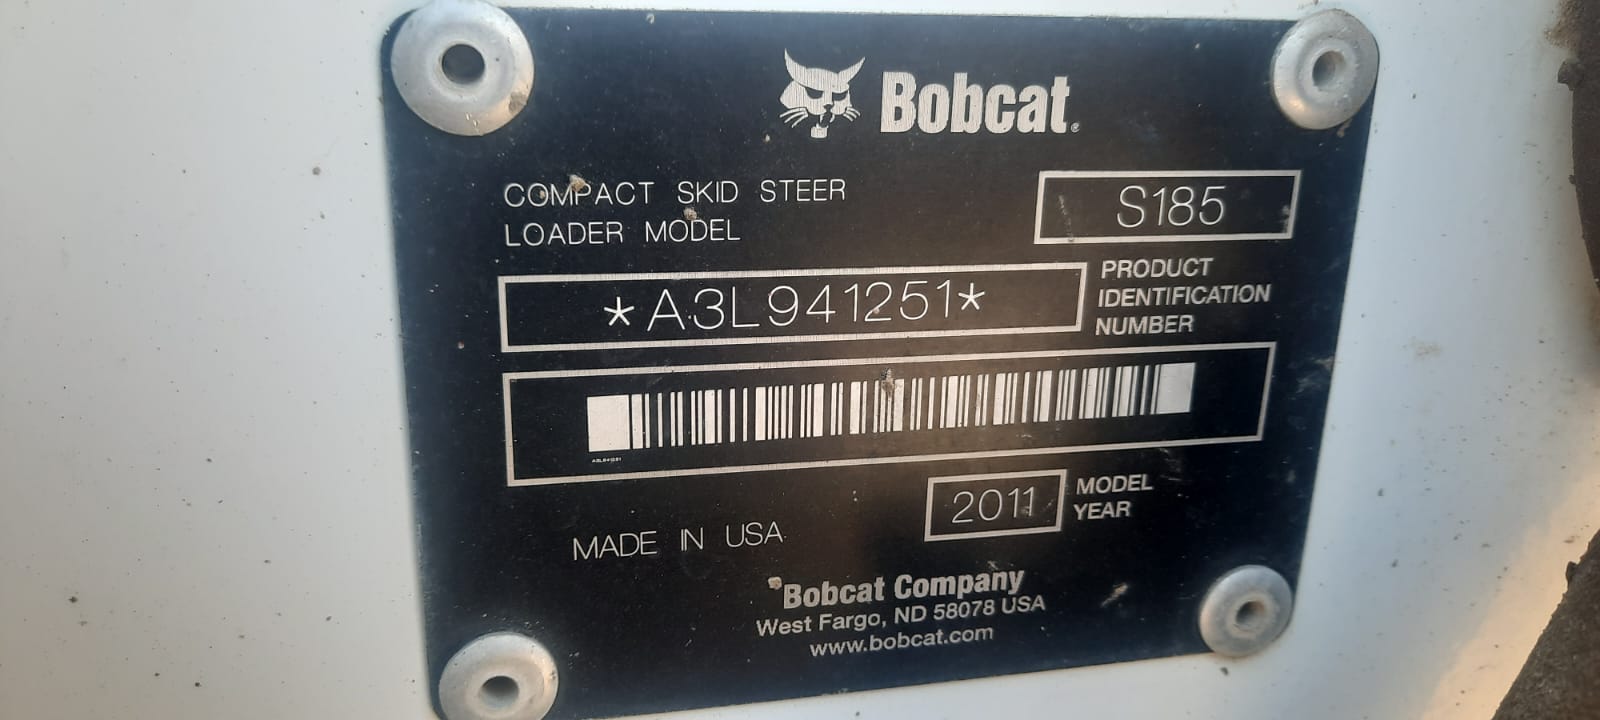 Bobcat®
COMPACT SKID STEER
LOADER MODEL
S185
*A3L941251*
PRODUCT
IDENTIFICATION
NUMBER
A3L941251
2011
MODEL
YEAR
MADE IN USA
Bobcat Company
West Fargo, ND 58078 USA
www.bobcat.com